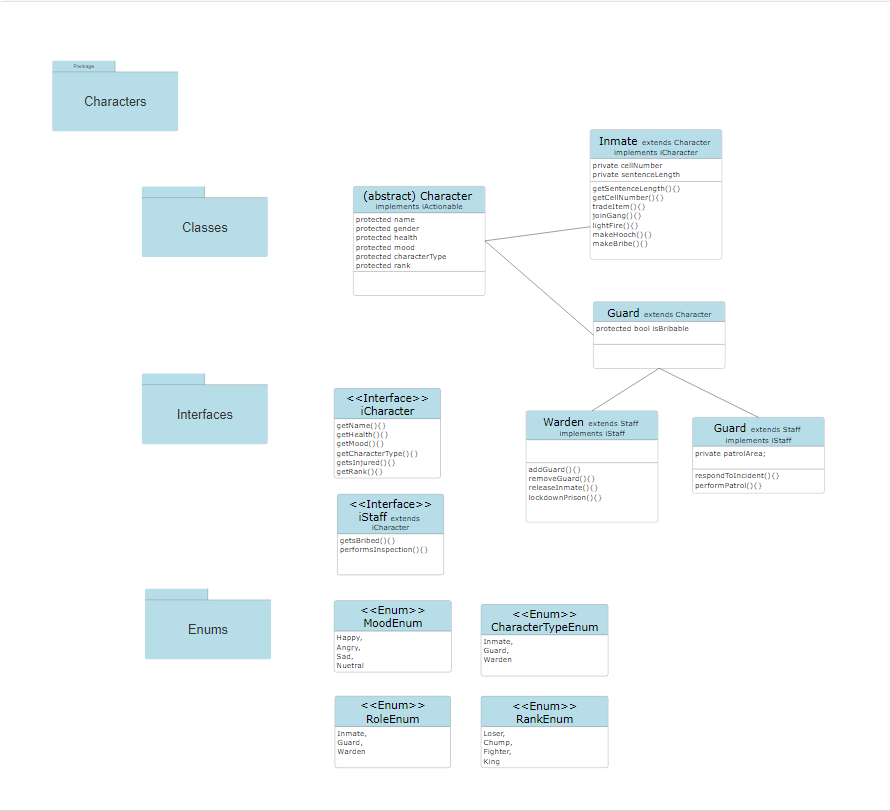 Package
Characters
Classes
(abstract) Character
implements iActionable
protected name
protected gender
protected health
protected mood
protected characterType
protected rank
Inmate extends Character
implements iCharacter
private cellNumber
private sentenceLength
getSentenceLength(){}
getCellNumber(){}
tradeItem(){}
joinGang(){}
lightFire(){}
makeHooch(){}
makeBribe(){}
Guard extends Character
protected bool isBribable
Warden extends Staff
implements iStaff
addGuard(){}
removeGuard(){}
releaseInmate(){}
lockdownPrison(){}
Guard extends Staff
implements iStaff
private patrolArea;
respondToIncident(){}
performPatrol(){}
Interfaces
<<Interface>>
iCharacter
getName(){}
getHealth(){}
getMood(){}
getCharacterType(){}
getsInjured(){}
getRank(){}
<<Interface>>
iStaff extends
iCharacter
getsBribed(){}
performsInspection(){}
Enums
<<Enum>>
MoodEnum
Happy,
Angry,
Sad,
Nuetral
<<Enum>>
CharacterTypeEnum
Inmate,
Guard,
Warden
<<Enum>>
RoleEnum
Inmate,
Guard,
Warden
<<Enum>>
RankEnum
Loser,
Chump,
Fighter,
King